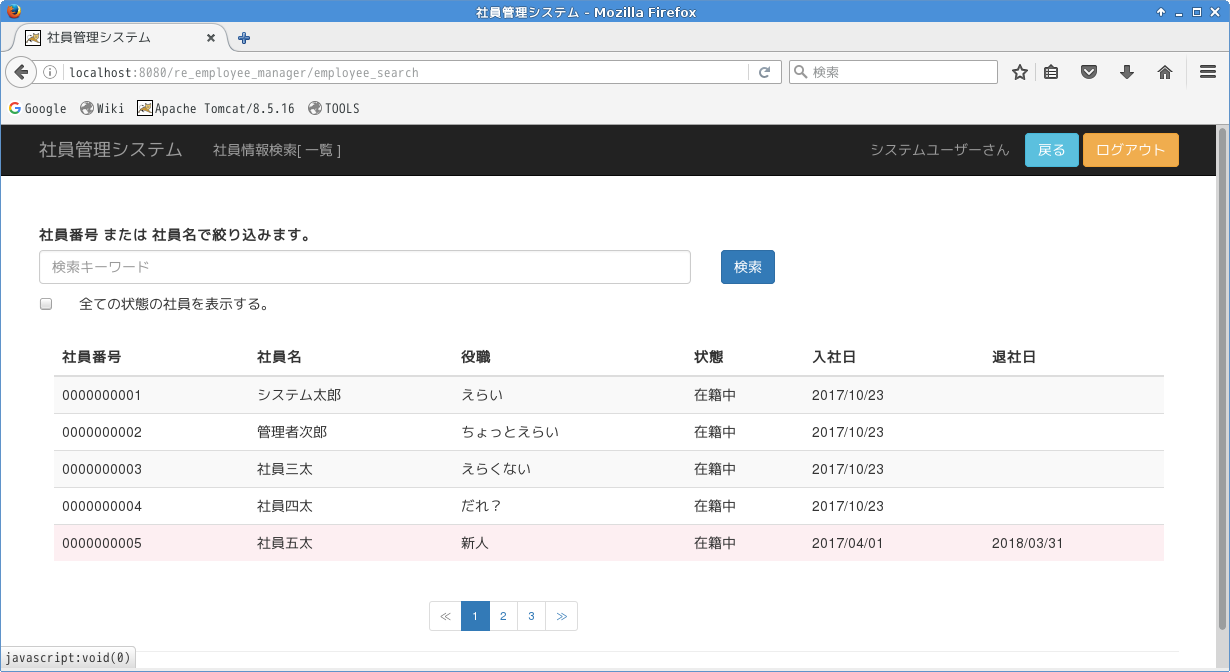 社員管理システム - Mozilla Firefox
社員管理システム
localhost:8080/re_employee_manager/employee_search
検索
Google Wiki Apache Tomcat/8.5.16 TOOLS
社員管理システム 社員情報検索[ 一覧 ] システムユーザーさん 戻る ログアウト
社員番号 または 社員名で絞り込みます。
検索キーワード 検索
全ての状態の社員を表示する。
社員番号 社員名 役職 状態 入社日 退社日
0000000001 システム太郎 えらい 在籍中 2017/10/23
0000000002 管理者次郎 ちょっとえらい 在籍中 2017/10/23
0000000003 社員三太 えらくない 在籍中 2017/10/23
0000000004 社員四太 だれ？ 在籍中 2017/10/23
0000000005 社員五太 新人 在籍中 2017/04/01 2018/03/31
≪ 1 2 3 ≫
javascript:void(0)